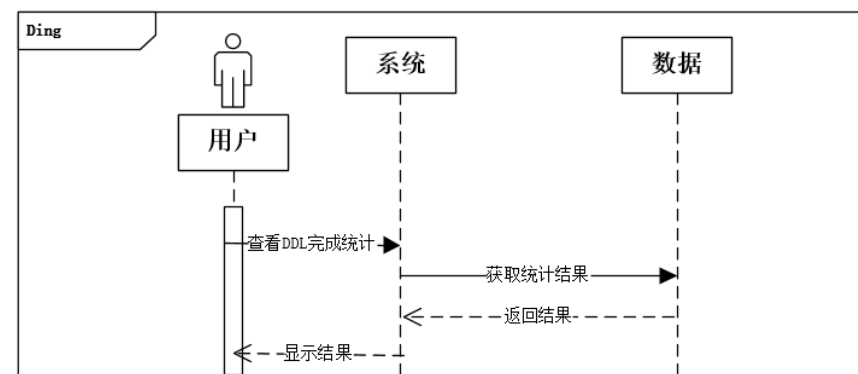 Ding
系统
数据
用户
查看DDL完成统计
获取统计结果
返回结果
显示结果